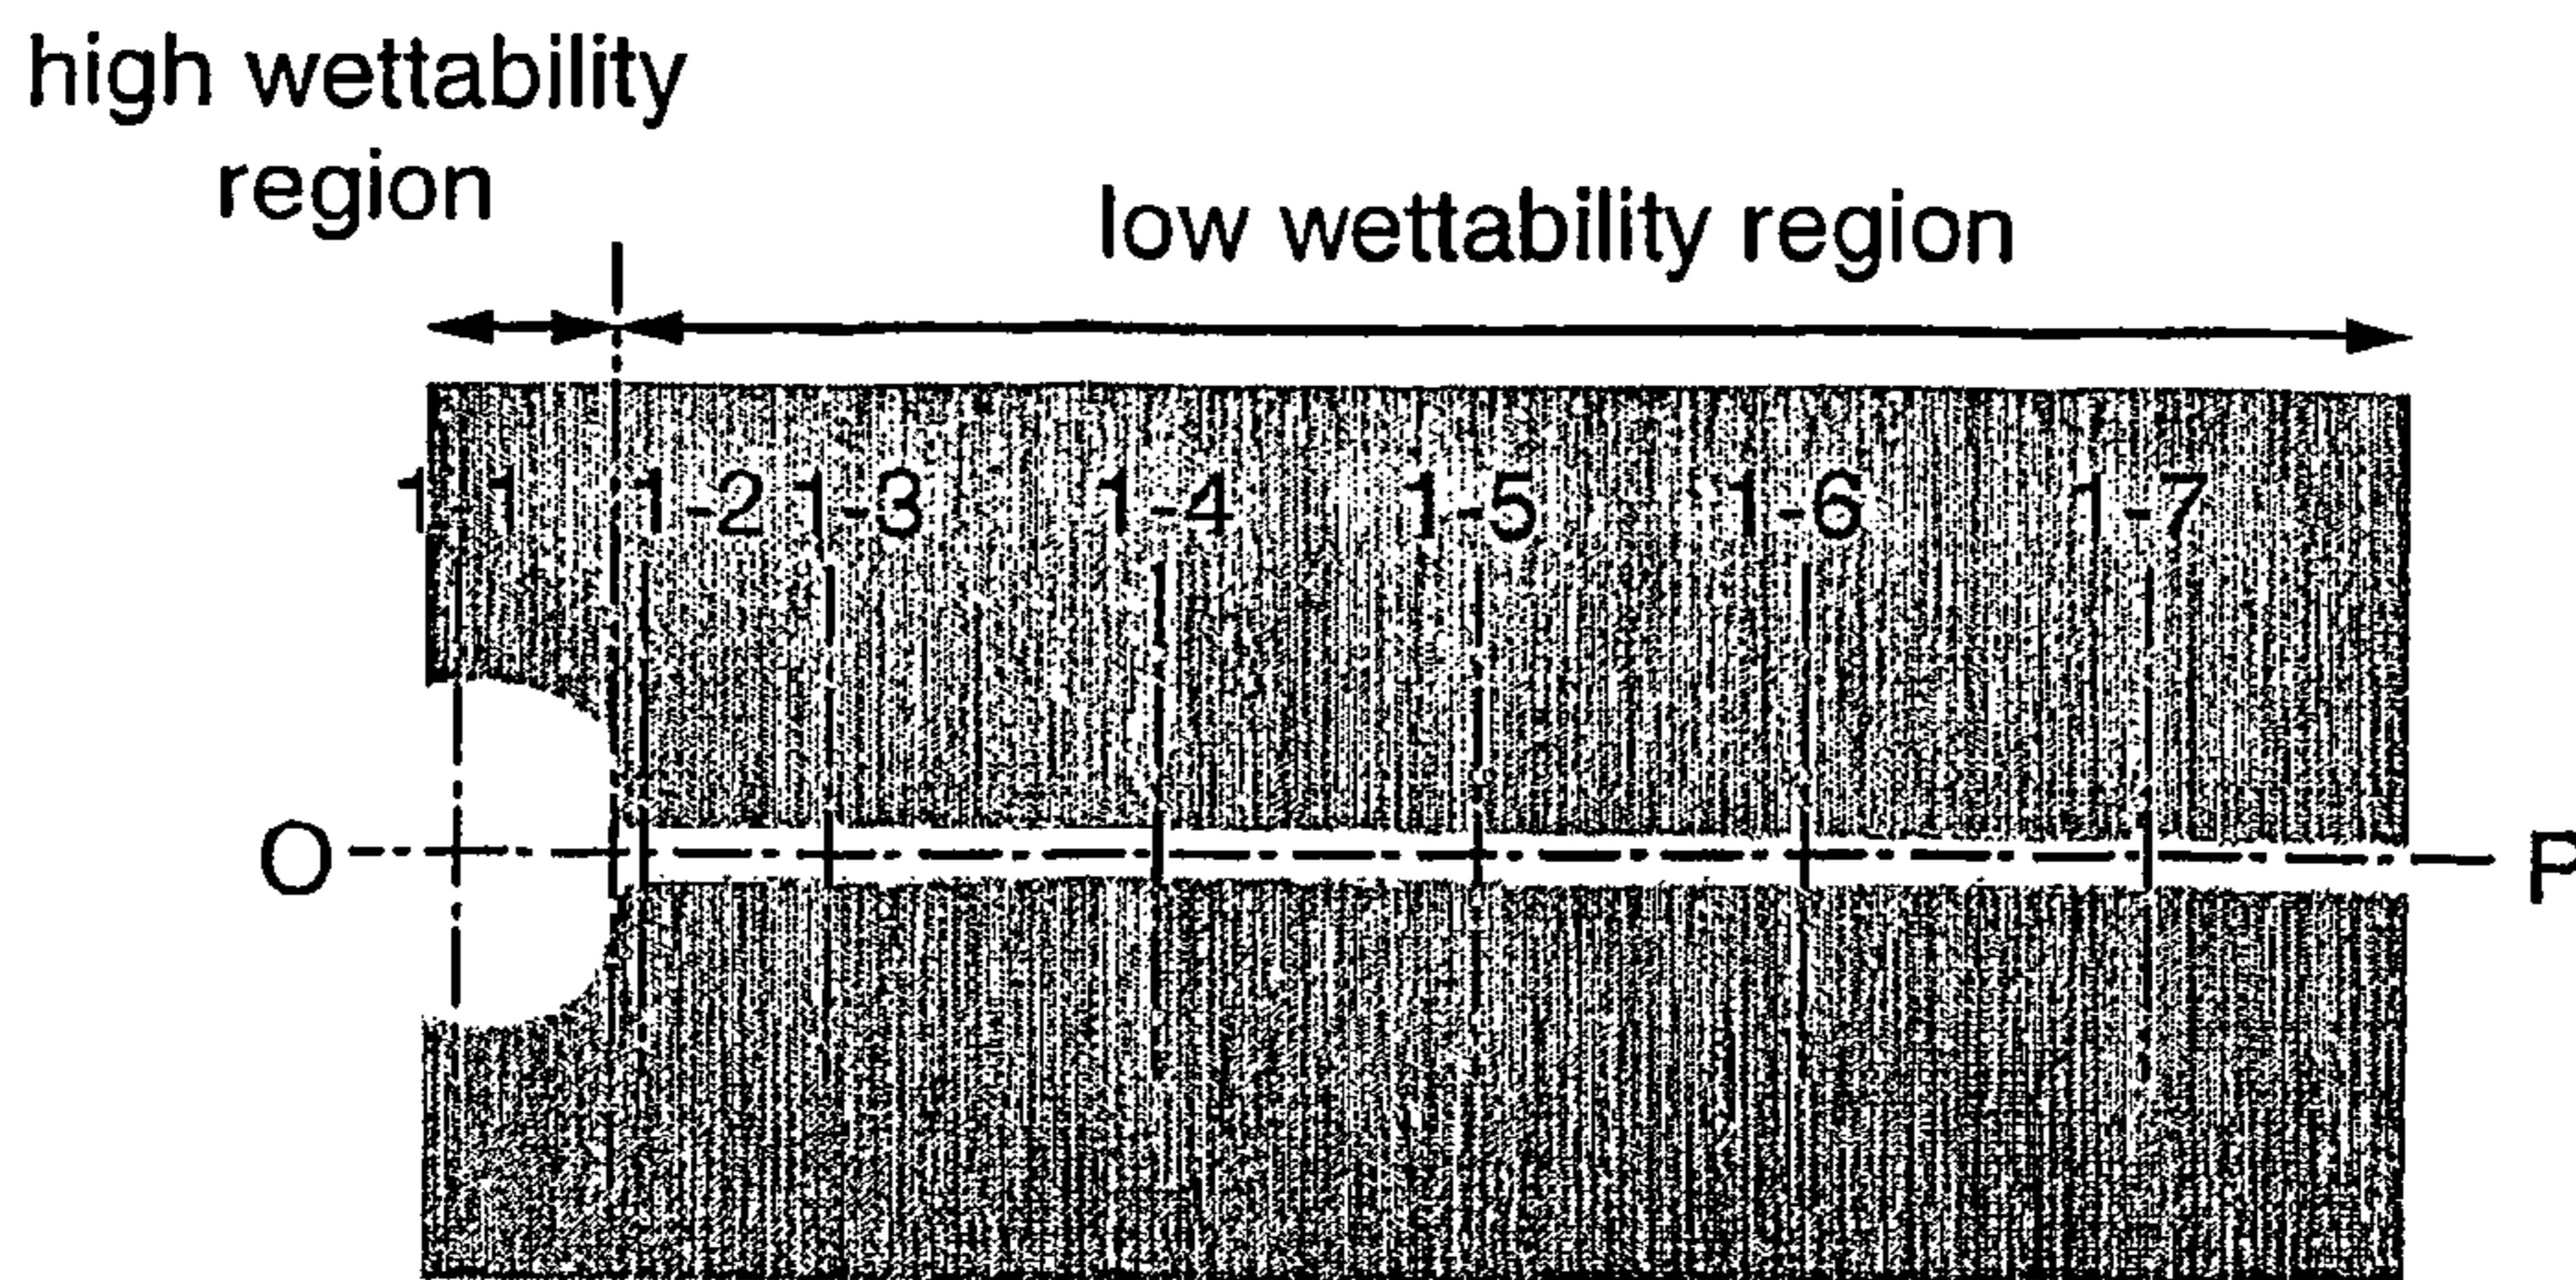 high wettability
region
low wettability region
1-1 1-2 1-3 1-4 1-5 1-6 1-7
O P